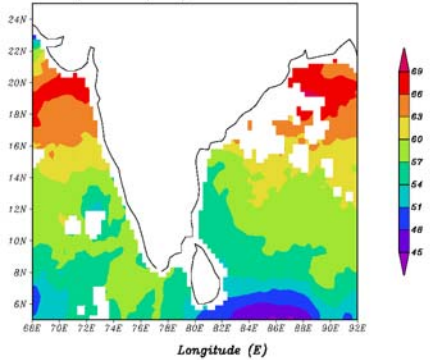 24N
22N
20N
18N
16N
14N
12N
10N
8N
6N
68E 70E 72E 74E 76E 78E 80E 82E 84E 86E 88E 90E 92E
Longitude (E)
69
66
63
60
57
54
51
48
45